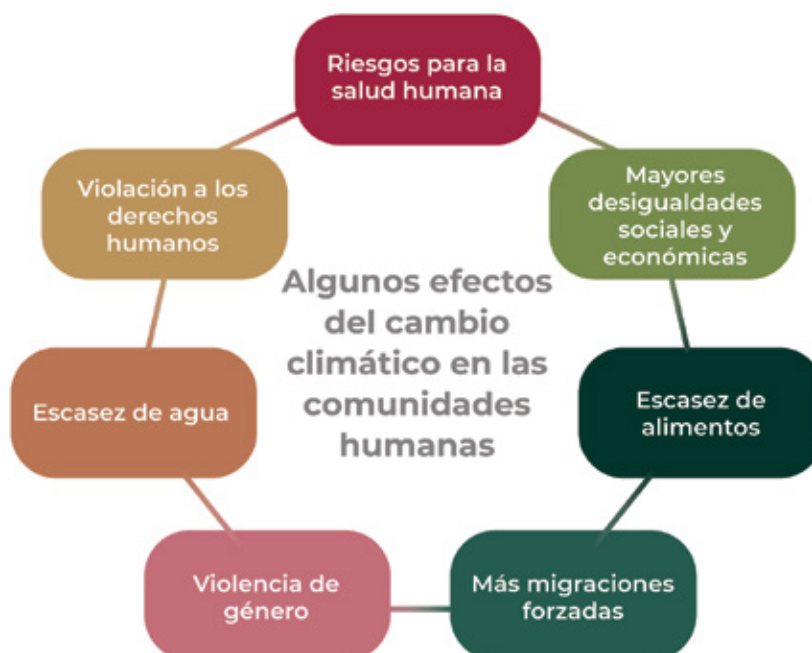 Riesgos para la
salud humana
Mayores
desigualdades
sociales y
económicas
Escasez de
alimentos
Más migraciones
forzadas
Violencia de
género
Escasez de agua
Violación a los
derechos
humanos
Algunos efectos
del cambio
climático en las
comunidades
humanas